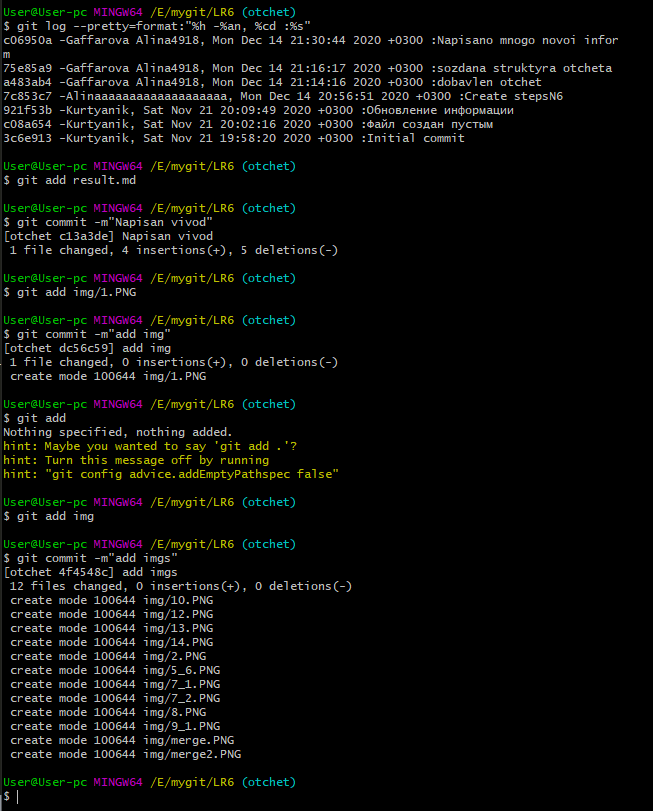 User@User-pc MINGW64 /E/mygit/LR6 (otchet)
$ git log --pretty=format:"%h -%an, %cd :%s"
c06950a -Gaffarova Alina4918, Mon Dec 14 21:30:44 2020 +0300 :Napisano mnogo novoi infor
m
75e85a9 -Gaffarova Alina4918, Mon Dec 14 21:16:17 2020 +0300 :sozdana struktyra otcheta
a483ab4 -Gaffarova Alina4918, Mon Dec 14 21:14:16 2020 +0300 :dobavlen otchet
7c853c7 -Alinaaaaaaaaaaaaaaaaaaa, Mon Dec 14 20:56:51 2020 +0300 :Create stepsN6
921f53b -Kurtyanik, Sat Nov 21 20:09:49 2020 +0300 :Обновление информации
c08a654 -Kurtyanik, Sat Nov 21 20:02:16 2020 +0300 :Файл создан пустым
3c6e913 -Kurtyanik, Sat Nov 21 19:58:20 2020 +0300 :Initial commit
User@User-pc MINGW64 /E/mygit/LR6 (otchet)
$ git add result.md
User@User-pc MINGW64 /E/mygit/LR6 (otchet)
$ git commit -m"Napisan vivod"
[otchet c13a3de] Napisan vivod
 1 file changed, 4 insertions(+), 5 deletions(-)
User@User-pc MINGW64 /E/mygit/LR6 (otchet)
$ git add img/1.PNG
User@User-pc MINGW64 /E/mygit/LR6 (otchet)
$ git commit -m"add img"
[otchet dc56c59] add img
 1 file changed, 0 insertions(+), 0 deletions(-)
 create mode 100644 img/1.PNG
User@User-pc MINGW64 /E/mygit/LR6 (otchet)
$ git add
Nothing specified, nothing added.
hint: Maybe you wanted to say 'git add .'?
hint: Turn this message off by running
hint: "git config advice.addEmptyPathspec false"
User@User-pc MINGW64 /E/mygit/LR6 (otchet)
$ git add img
User@User-pc MINGW64 /E/mygit/LR6 (otchet)
$ git commit -m"add imgs"
[otchet 4f4548c] add imgs
 12 files changed, 0 insertions(+), 0 deletions(-)
 create mode 100644 img/10.PNG
 create mode 100644 img/12.PNG
 create mode 100644 img/13.PNG
 create mode 100644 img/14.PNG
 create mode 100644 img/2.PNG
 create mode 100644 img/5_6.PNG
 create mode 100644 img/7_1.PNG
 create mode 100644 img/7_2.PNG
 create mode 100644 img/8.PNG
 create mode 100644 img/9_1.PNG
 create mode 100644 img/merge.PNG
 create mode 100644 img/merge2.PNG
User@User-pc MINGW64 /E/mygit/LR6 (otchet)
$